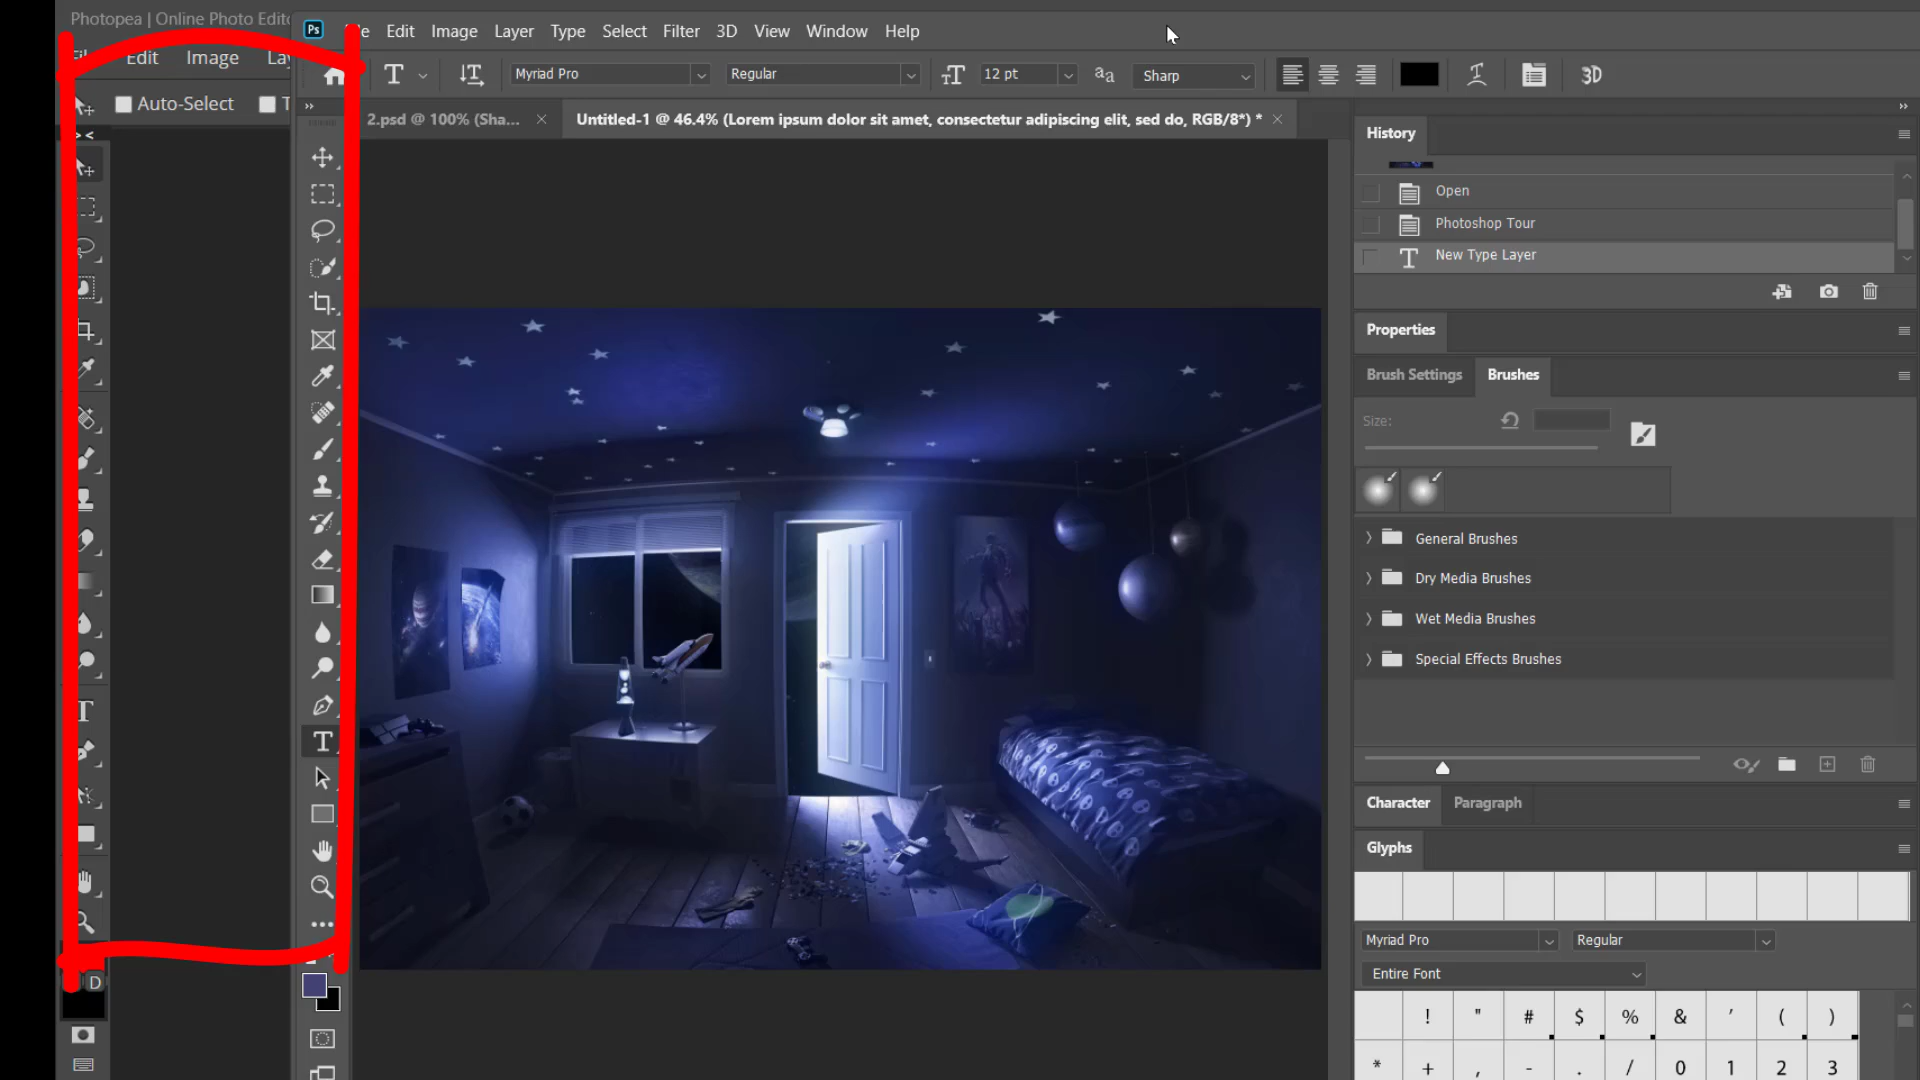 Photopea | Online Photo Edito
Edit Image La
Auto-Select
> <
D
Ps
Edit Image Layer Type Select Filter 3D View Window Help
T Myriad Pro Regular 12 pt Sharp 3D
2.psd @ 100% (Sha...
Untitled-1 @ 46.4% (Lorem ipsum dolor sit amet, consectetur adipiscing elit, sed do, RGB/8*) *
History
Open
Photoshop Tour
New Type Layer
Properties
Brush Settings Brushes
Size:
General Brushes
Dry Media Brushes
Wet Media Brushes
Special Effects Brushes
Character Paragraph
Glyphs
Myriad Pro Regular
Entire Font
! " # $ % & ' ( )
* + , - . / 0 1 2 3